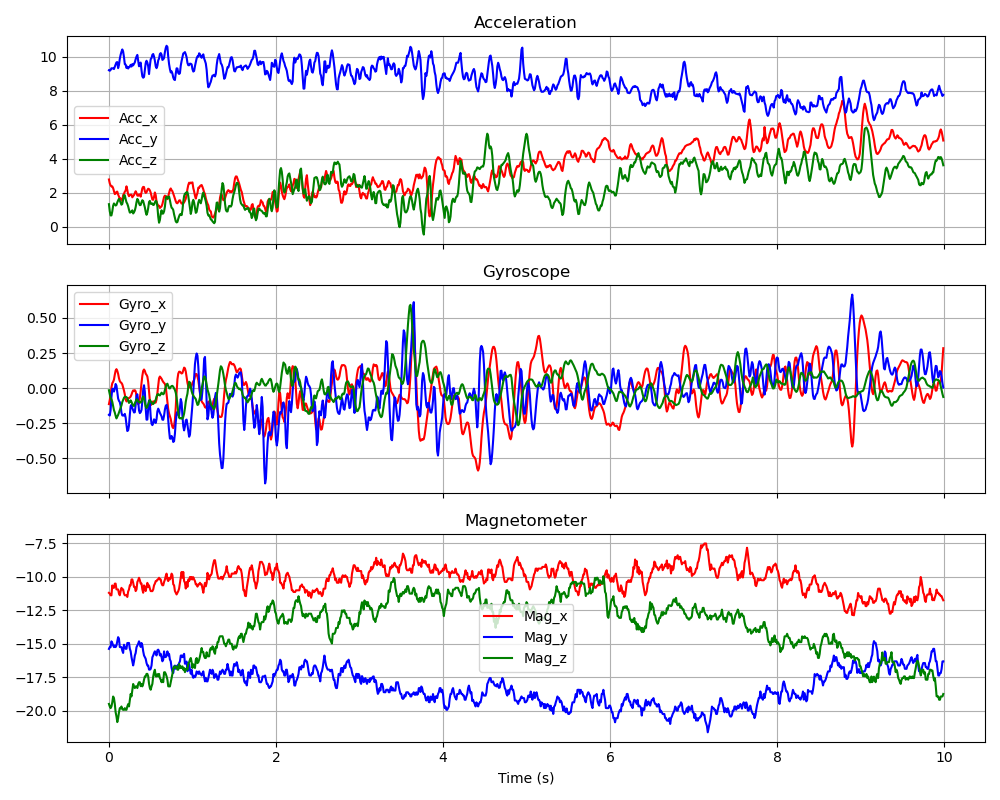 Acceleration
10
8
6
4
2
0
Acc_x
Acc_y
Acc_z
Gyroscope
0.50
0.25
0.00
−0.25
−0.50
Gyro_x
Gyro_y
Gyro_z
Magnetometer
−7.5
−10.0
−12.5
−15.0
−17.5
−20.0
Mag_x
Mag_y
Mag_z
0 2 4 6 8 10
Time (s)